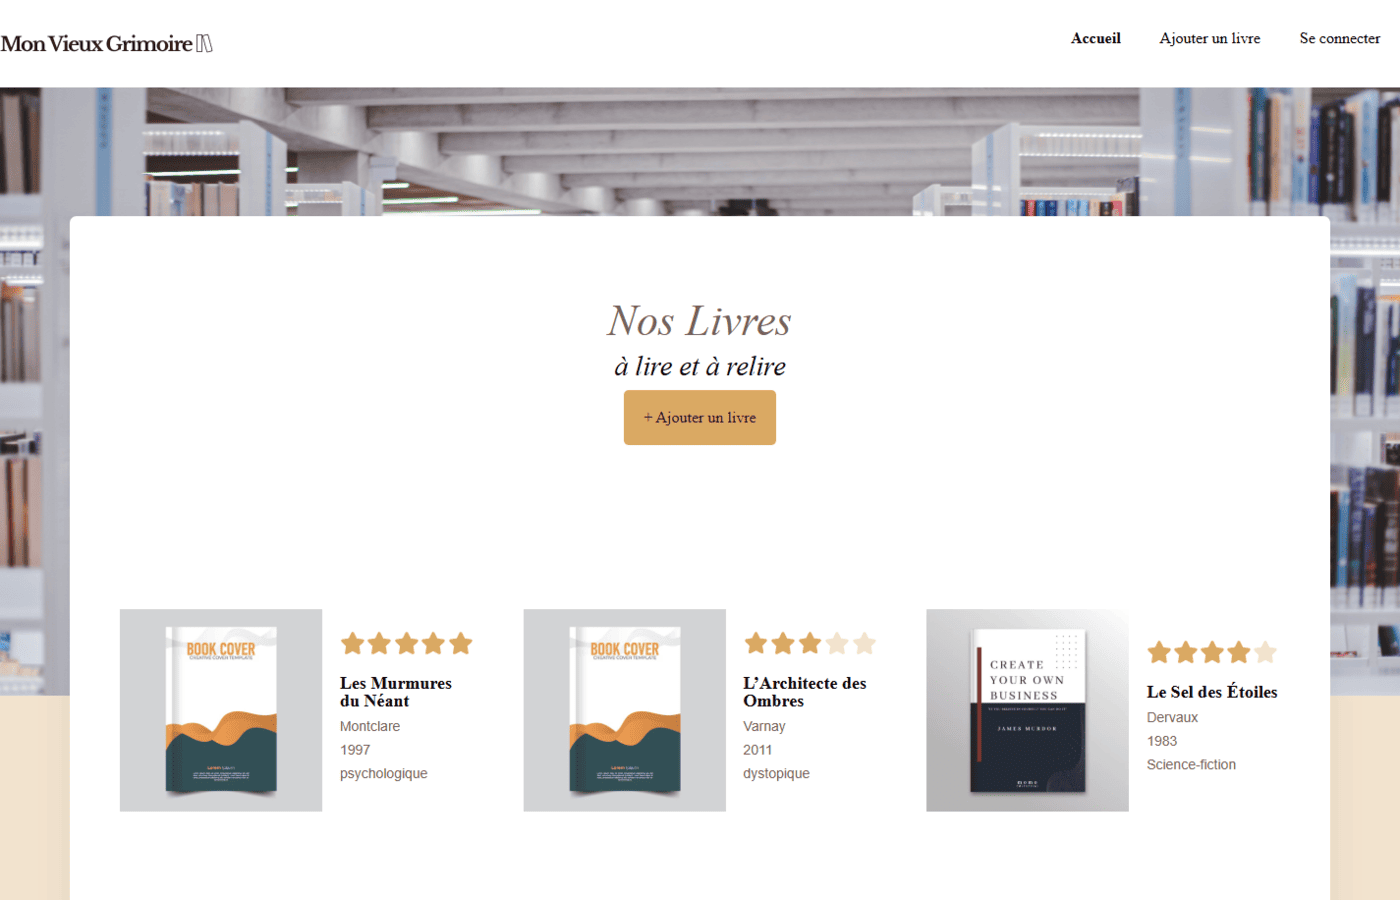 Mon Vieux Grimoire
Accueil
Ajouter un livre
Se connecter
Nos Livres
à lire et à relire
+ Ajouter un livre
BOOK COVER
CREATIVE COVER TEMPLATE
Les Murmures
du Néant
Montclare
1997
psychologique
BOOK COVER
CREATIVE COVER TEMPLATE
L’Architecte des
Ombres
Varnay
2011
dystopique
CREATE
YOUR OWN
BUSINESS
JAMES MURDOK
Le Sel des Étoiles
Dervaux
1983
Science-fiction